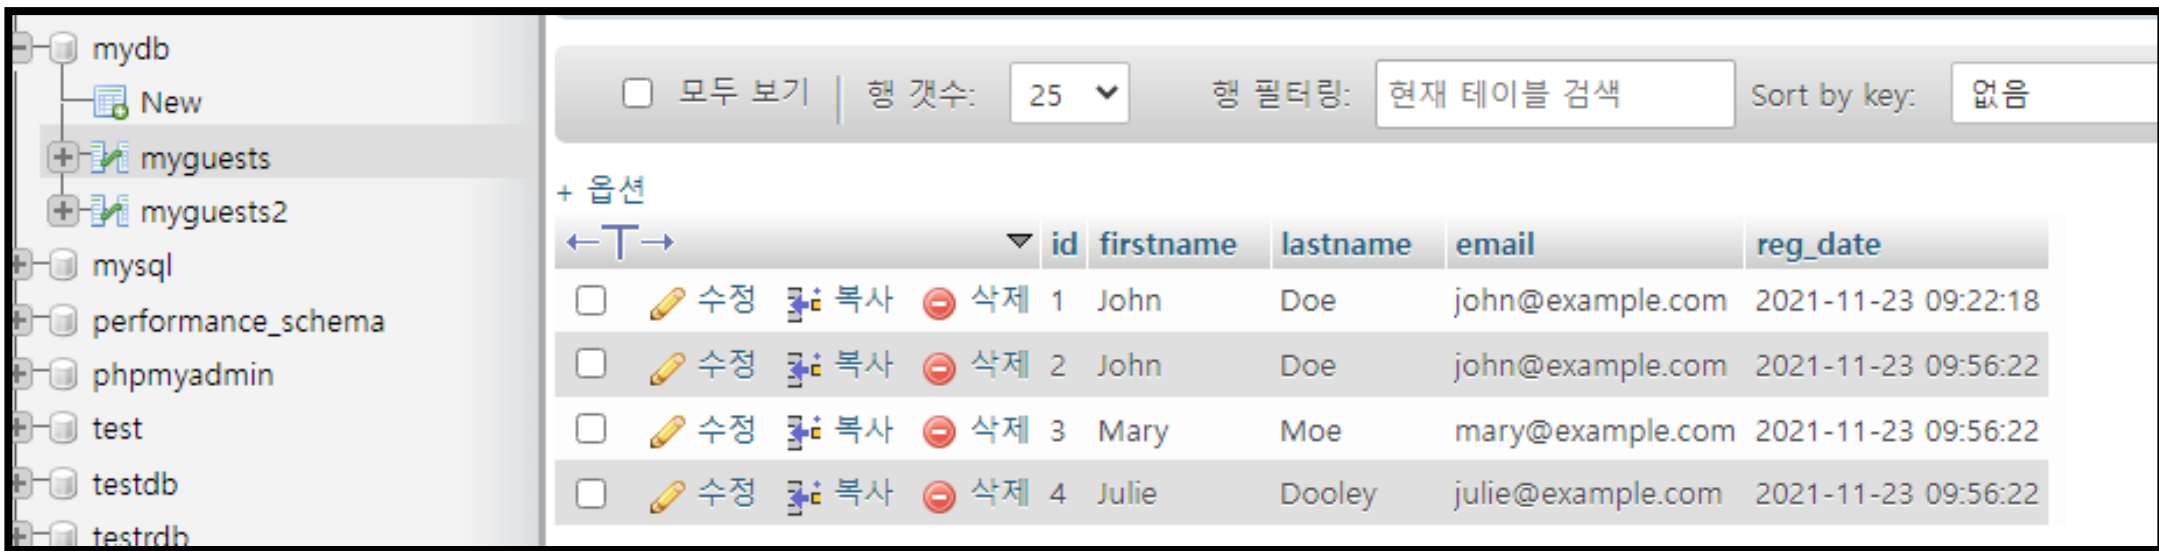 mydb
New
myguests
myguests2
mysql
performance_schema
phpmyadmin
test
testdb
testrdb
모두 보기 행 갯수: 25 행 필터링: 현재 테이블 검색 Sort by key: 없음
+ 옵션
←T→ id firstname lastname email reg_date
수정 복사 삭제 1 John Doe john@example.com 2021-11-23 09:22:18
수정 복사 삭제 2 John Doe john@example.com 2021-11-23 09:56:22
수정 복사 삭제 3 Mary Moe mary@example.com 2021-11-23 09:56:22
수정 복사 삭제 4 Julie Dooley julie@example.com 2021-11-23 09:56:22